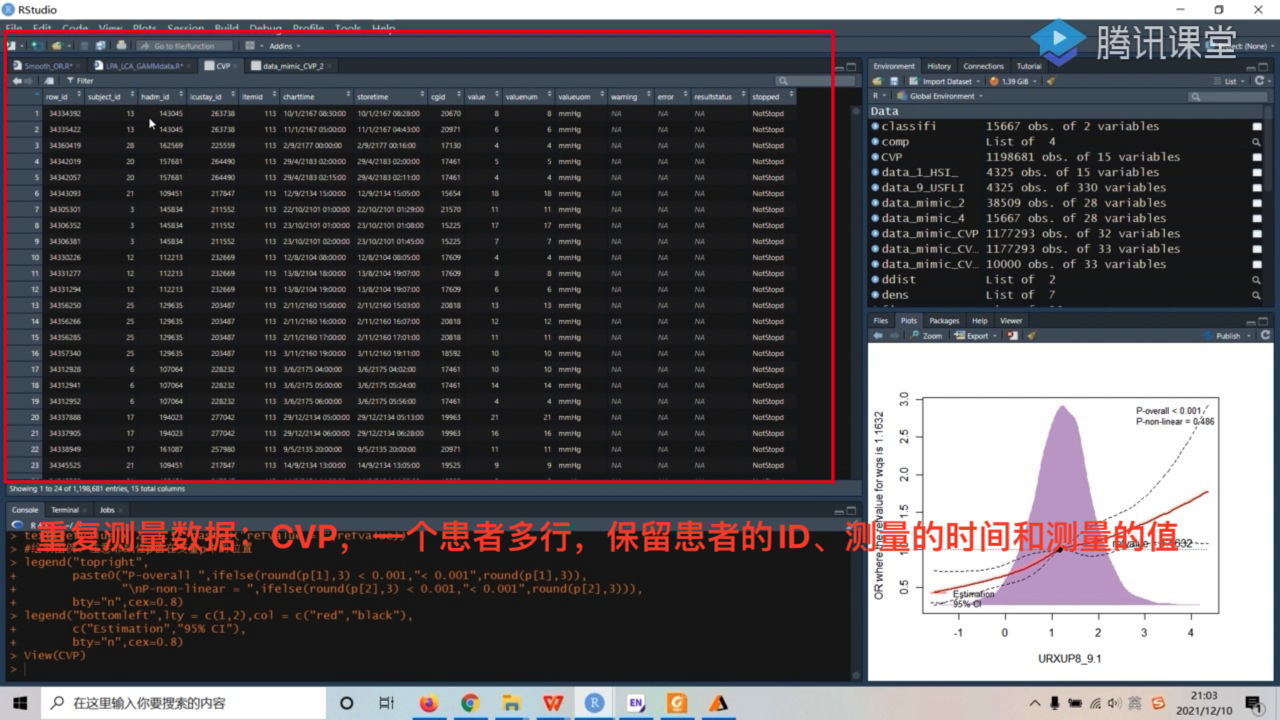 RStudio
File Edit Code View Plots Session Build Debug Profile Tools Help
Go to file/function Addins
腾讯课堂
Smooth_OR.R* LPA_LCA_GAMMdata.R* CVP data_mimic_CVP_2
Filter
row_id subject_id hadm_id icustay_id itemid charttime storetime cgid value valuenum valueuom warning error resultstatus stopped
1 34334392 13 143045 263738 113 10/1/2167 08:30:00 10/1/2167 08:28:00 20670 8 8 mmHg NA NA NA NotStopd
2 34335422 13 143045 263738 113 11/1/2167 05:00:00 11/1/2167 04:43:00 20971 6 6 mmHg NA NA NA NotStopd
3 34360419 28 162569 225559 113 2/9/2177 00:00:00 2/9/2177 00:16:00 17130 4 4 mmHg NA NA NA NotStopd
4 34342019 20 157681 264490 113 29/4/2183 02:00:00 29/4/2183 02:00:00 17461 5 5 mmHg NA NA NA NotStopd
5 34342057 20 157681 264490 113 29/4/2183 02:15:00 29/4/2183 02:11:00 17461 4 4 mmHg NA NA NA NotStopd
6 34343093 21 109451 217847 113 12/9/2134 15:00:00 12/9/2134 15:05:00 15654 18 18 mmHg NA NA NA NotStopd
7 34305301 3 145834 211552 113 22/10/2101 01:00:00 22/10/2101 01:29:00 21570 11 11 mmHg NA NA NA NotStopd
8 34306352 3 145834 211552 113 23/10/2101 01:00:00 23/10/2101 01:08:00 15225 17 17 mmHg NA NA NA NotStopd
9 34306381 3 145834 211552 113 23/10/2101 02:00:00 23/10/2101 01:45:00 15225 7 7 mmHg NA NA NA NotStopd
10 34330226 12 112213 232669 113 12/8/2104 08:00:00 12/8/2104 08:05:00 17609 4 4 mmHg NA NA NA NotStopd
11 34331277 12 112213 232669 113 13/8/2104 18:00:00 13/8/2104 19:07:00 17609 8 8 mmHg NA NA NA NotStopd
12 34331294 12 112213 232669 113 13/8/2104 19:00:00 13/8/2104 19:07:00 17609 6 6 mmHg NA NA NA NotStopd
13 34356250 25 129635 203487 113 2/11/2160 15:00:00 2/11/2160 15:03:00 20818 13 13 mmHg NA NA NA NotStopd
14 34356266 25 129635 203487 113 2/11/2160 16:00:00 2/11/2160 16:07:00 20818 12 12 mmHg NA NA NA NotStopd
15 34356285 25 129635 203487 113 2/11/2160 17:00:00 2/11/2160 17:01:00 20818 11 11 mmHg NA NA NA NotStopd
16 34357340 25 129635 203487 113 3/11/2160 19:00:00 3/11/2160 19:11:00 18592 10 10 mmHg NA NA NA NotStopd
17 34312928 6 107064 228232 113 3/6/2175 04:00:00 3/6/2175 04:02:00 17461 10 10 mmHg NA NA NA NotStopd
18 34312941 6 107064 228232 113 3/6/2175 05:00:00 3/6/2175 05:24:00 17461 14 14 mmHg NA NA NA NotStopd
19 34312952 6 107064 228232 113 3/6/2175 06:00:00 3/6/2175 05:56:00 17461 4 4 mmHg NA NA NA NotStopd
20 34337888 17 194023 277042 113 29/12/2134 05:00:00 29/12/2134 05:13:00 19963 21 21 mmHg NA NA NA NotStopd
21 34337905 17 194023 277042 113 29/12/2134 06:00:00 29/12/2134 06:28:00 19963 16 16 mmHg NA NA NA NotStopd
22 34338949 17 161087 257980 113 9/5/2135 20:00:00 9/5/2135 20:00:00 20971 11 11 mmHg NA NA NA NotStopd
23 34345525 21 109451 217847 113 14/9/2134 13:00:00 14/9/2134 13:05:00 19525 9 9 mmHg NA NA NA NotStopd
Showing 1 to 24 of 1,198,681 entries, 15 total columns
Environment History Connections Tutorial
Import Dataset 1.39 GiB List
R Global Environment
Data
classifi 15667 obs. of 2 variables
comp List of 4
CVP 1198681 obs. of 15 variables
data_1_HSI_ 4325 obs. of 15 variables
data_9_USFLI 4325 obs. of 330 variables
data_mimic_2 38509 obs. of 28 variables
data_mimic_4 15667 obs. of 28 variables
data_mimic_CVP 1177293 obs. of 32 variables
data_mimic_CV… 1177293 obs. of 33 variables
data_mimic_CV… 10000 obs. of 33 variables
ddist List of 2
dens List of 7
Files Plots Packages Help Viewer
Zoom Export Publish
P-overall < 0.001
P-non-linear = 0.486
3.0
2.5
2.0
1.5
1.0
0.5
Estimation
95% CI
-1 0 1 2 3 4
URXUP8_9.1
Console Terminal Jobs
重复测量数据：CVP，一个患者多行，保留患者的ID、测量的时间和测量的值
> legend("topright",
+ paste0("P-overall ",ifelse(round(p[1],3) < 0.001,"< 0.001",round(p[1],3)),
+ "\nP-non-linear = ",ifelse(round(p[2],3) < 0.001,"< 0.001",round(p[2],3))),
+ bty="n",cex=0.8)
> legend("bottomleft",lty = c(1,2),col = c("red","black"),
+ c("Estimation","95% CI"),
+ bty="n",cex=0.8)
> View(CVP)
>
在这里输入你要搜索的内容
EN
英
21:03
2021/12/10
1